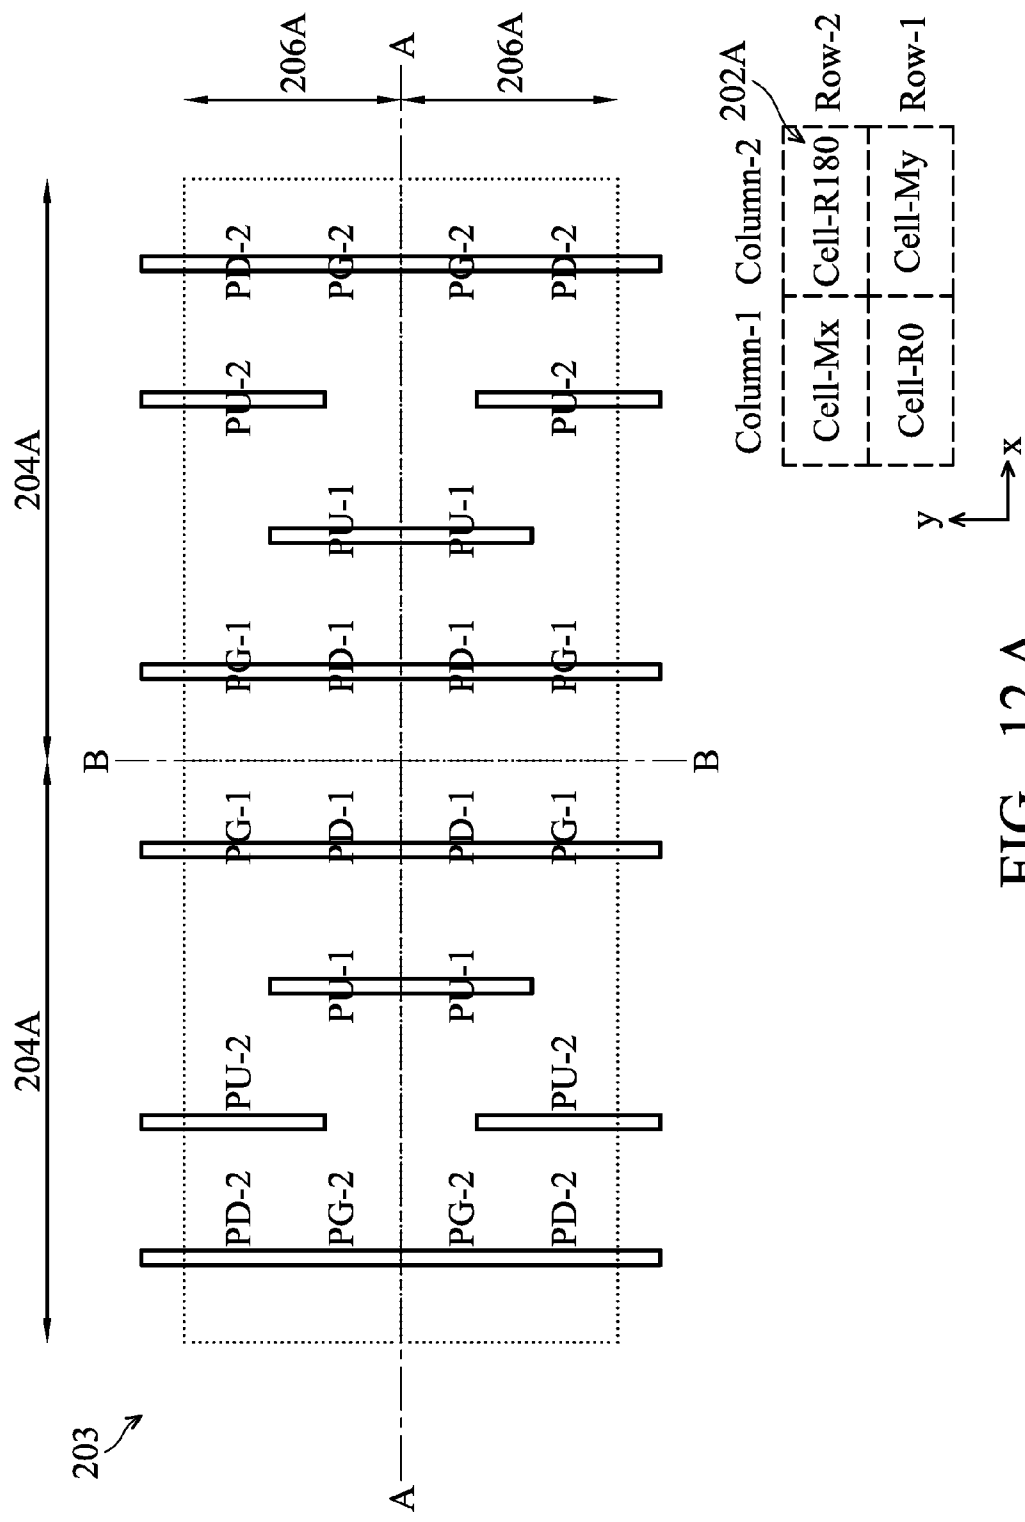 203
204A
204A
206A
206A
A
A
B
B
PD-2
PU-2
PG-1
PG-1
PU-2
PD-2
PG-2
PU-1
PD-1
PD-1
PU-1
PG-2
PG-2
PU-1
PD-1
PD-1
PU-1
PG-2
PD-2
PU-2
PG-1
PG-1
PU-2
PD-2
Column-1
Column-2
202A
Cell-Mx
Cell-R180
Row-2
Cell-R0
Cell-My
Row-1
y
x
FIG. 12A